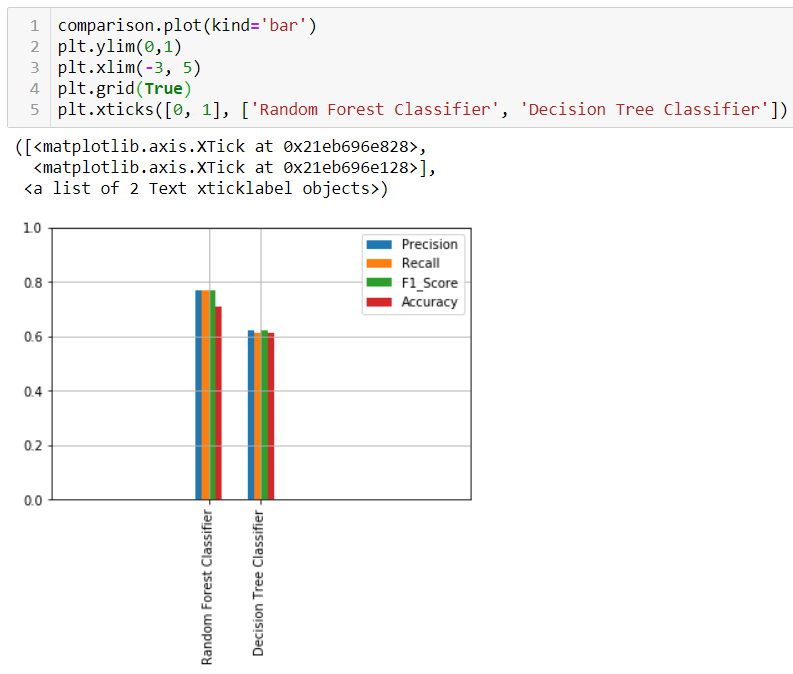 1 comparison.plot(kind='bar')
2 plt.ylim(0,1)
3 plt.xlim(-3, 5)
4 plt.grid(True)
5 plt.xticks([0, 1], ['Random Forest Classifier', 'Decision Tree Classifier'])
([<matplotlib.axis.XTick at 0x21eb696e828>,
<matplotlib.axis.XTick at 0x21eb696e128>],
<a list of 2 Text xticklabel objects>)
1.0
0.8
0.6
0.4
0.2
0.0
Precision
Recall
F1_Score
Accuracy
Random Forest Classifier
Decision Tree Classifier